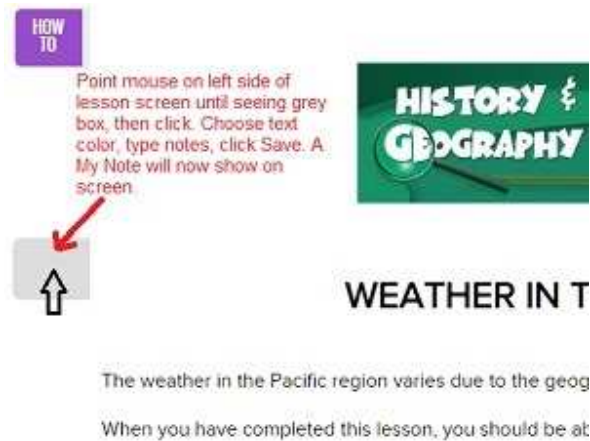 HOW
TO
Point mouse on left side of
lesson screen until seeing grey
box, then click. Choose text
color, type notes, click Save. A
My Note will now show on
screen.
HISTORY &
GEOGRAPHY
WEATHER IN T
The weather in the Pacific region varies due to the geog
When you have completed this lesson, you should be ab